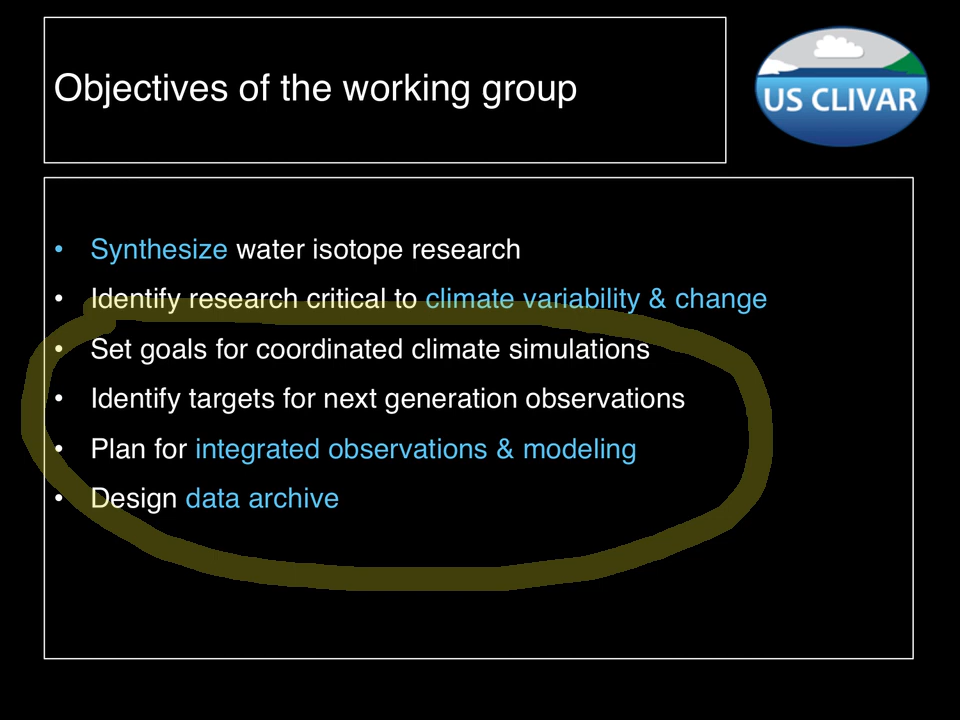 Objectives of the working group
US CLIVAR
• Synthesize water isotope research
• Identify research critical to climate variability & change
• Set goals for coordinated climate simulations
• Identify targets for next generation observations
• Plan for integrated observations & modeling
• Design data archive